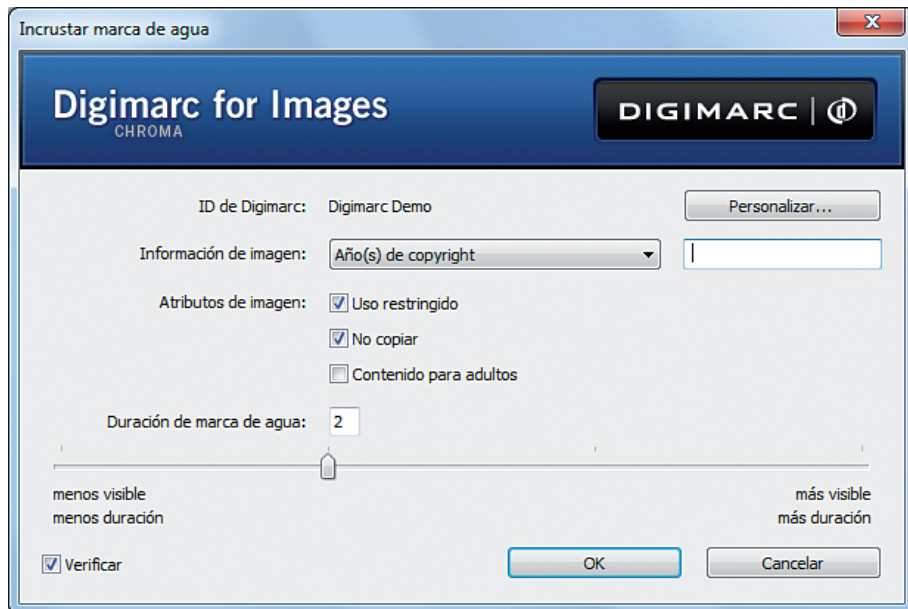 Incrustar marca de agua
Digimarc for Images
CHROMA
DIGIMARC
ID de Digimarc: Digimarc Demo Personalizar...
Información de imagen: Año(s) de copyright
Atributos de imagen: Uso restringido
No copiar
Contenido para adultos
Duración de marca de agua: 2
menos visible más visible
menos duración más duración
Verificar OK Cancelar